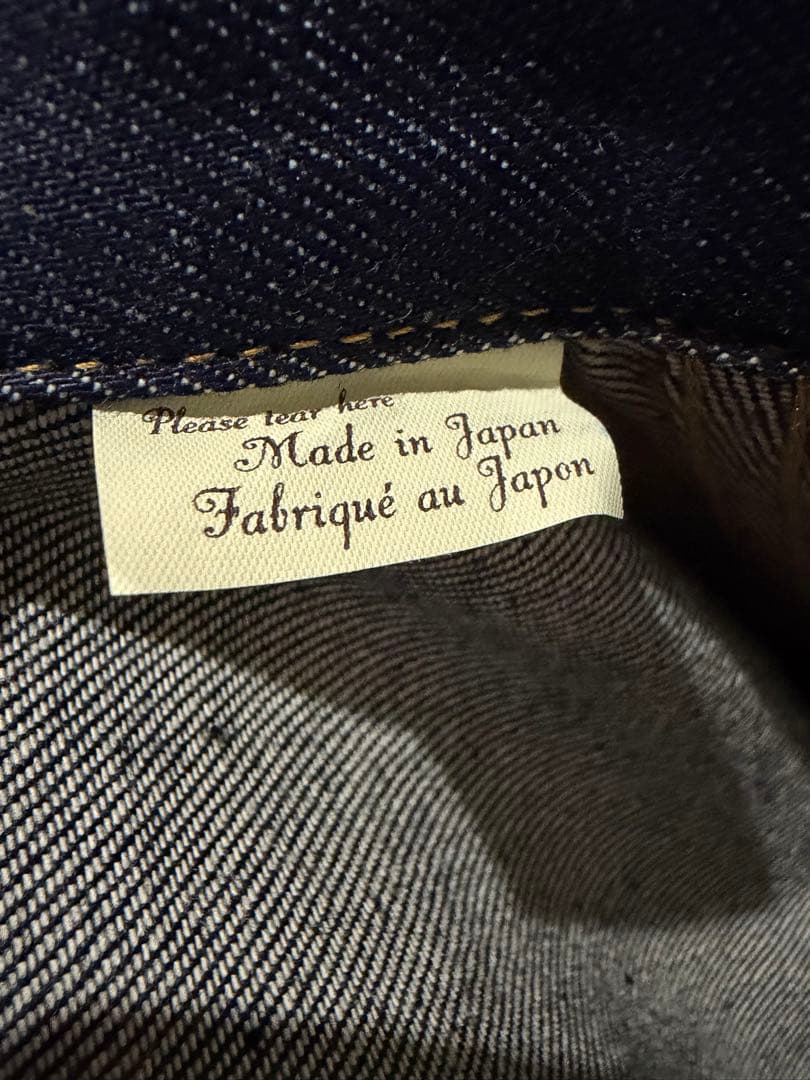 Please tear here
Made in Japan
Fabriqué au Japon